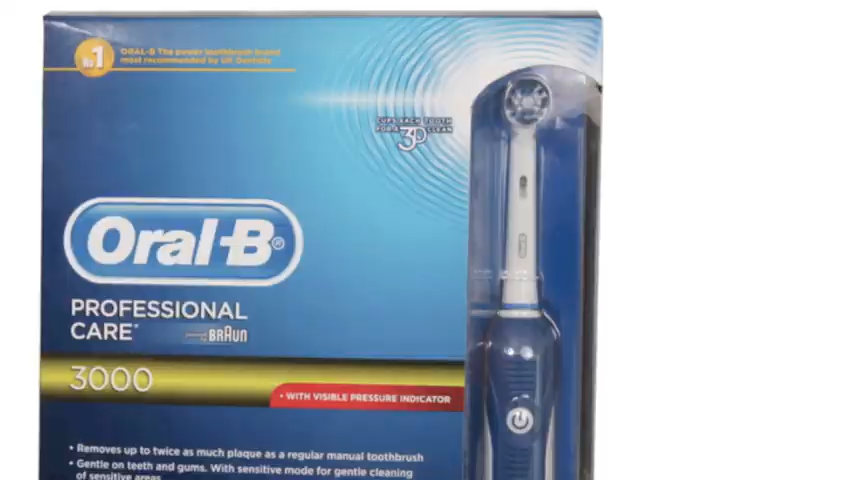 No1
ORAL-B The power toothbrush brand
most recommended by UK Dentists
CUPS EACH TOOTH
FOR A 3D CLEAN
Oral-B®
PROFESSIONAL
CARE
BRAUN
3000
• WITH VISIBLE PRESSURE INDICATOR
• Removes up to twice as much plaque as a regular manual toothbrush
• Gentle on teeth and gums. With sensitive mode for gentle cleaning
of sensitive areas